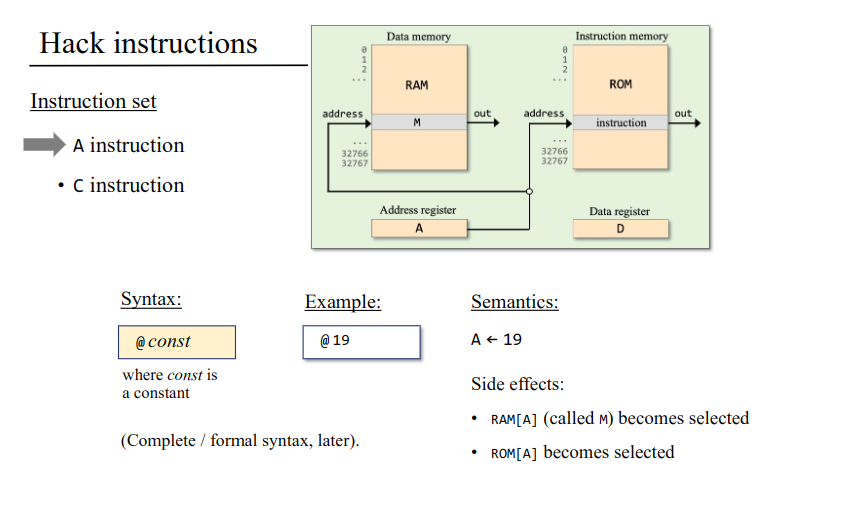 Hack instructions
Instruction set
A instruction
• C instruction
Data memory
0
1
2
...
RAM
address
M
out
...
32766
32767
Address register
A
Instruction memory
0
1
2
...
ROM
address
instruction
out
...
32766
32767
Data register
D
Syntax:
@const
where const is
a constant
(Complete / formal syntax, later).
Example:
@19
Semantics:
A ← 19
Side effects:
• RAM[A] (called M) becomes selected
• ROM[A] becomes selected